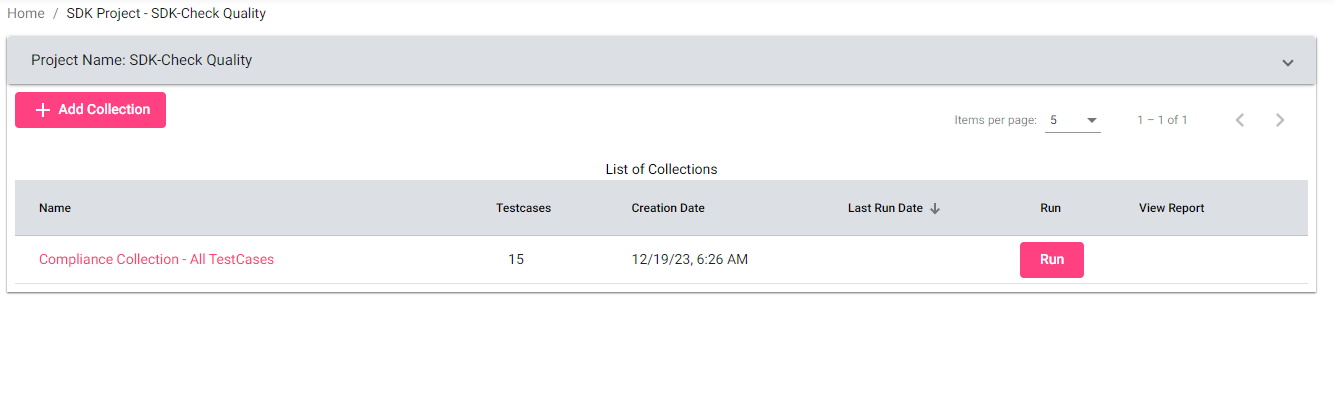 Home / SDK Project - SDK-Check Quality
Project Name: SDK-Check Quality
Add Collection
Items per page: 5 1 – 1 of 1
List of Collections
Name Testcases Creation Date Last Run Date Run View Report
Compliance Collection - All TestCases 15 12/19/23, 6:26 AM Run